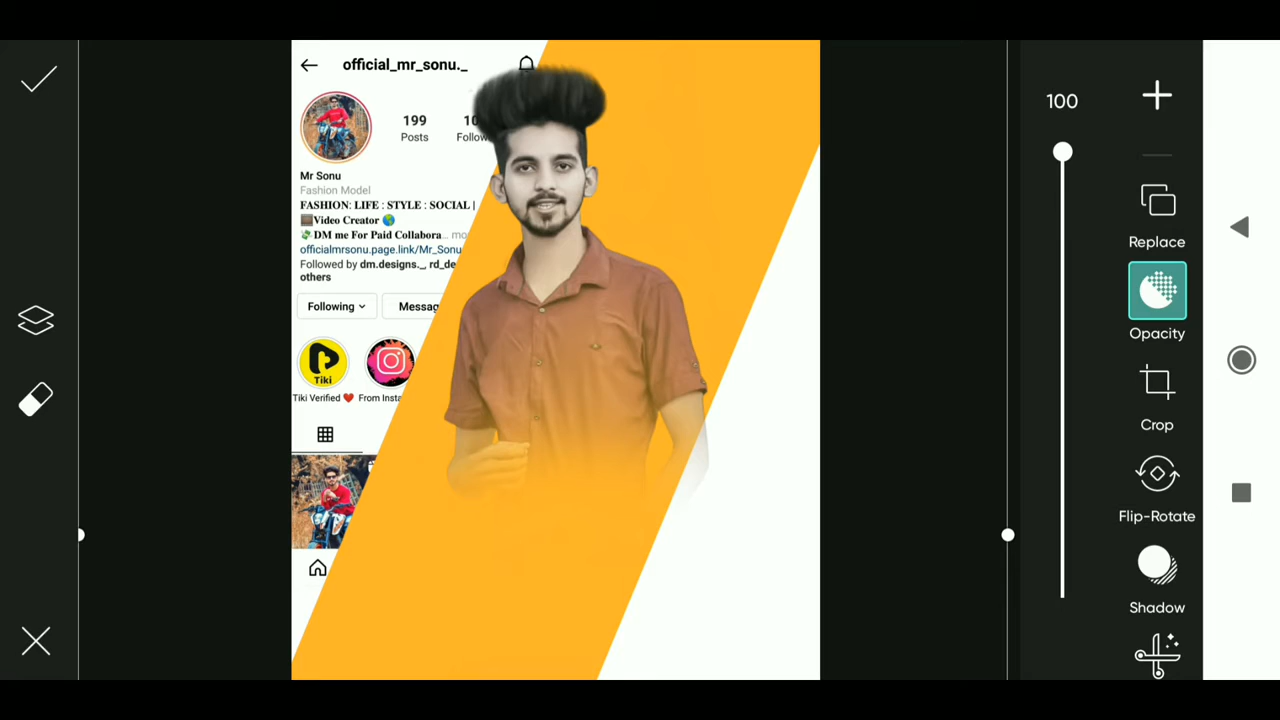 official_mr_sonu._
199
Posts
10
Follow
Mr Sonu
Fashion Model
FASHION: LIFE : STYLE : SOCIAL |
Video Creator
DM me For Paid Collabora... mo
officialmrsonu.page.link/Mr_Sonu
Followed by dm.designs._, rd_de
others
Following
Messag
Tiki
Tiki Verified ❤️
From Insta
100
Replace
Opacity
Crop
Flip-Rotate
Shadow